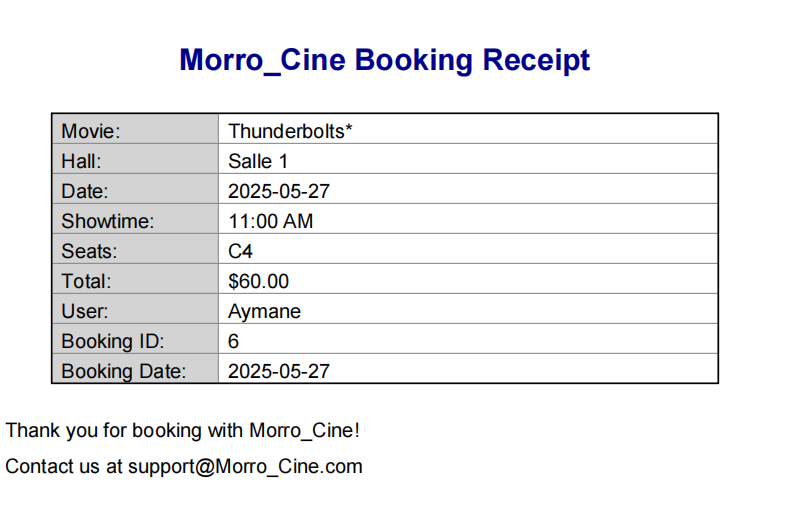 Morro_Cine Booking Receipt
Movie: Thunderbolts*
Hall: Salle 1
Date: 2025-05-27
Showtime: 11:00 AM
Seats: C4
Total: $60.00
User: Aymane
Booking ID: 6
Booking Date: 2025-05-27
Thank you for booking with Morro_Cine!
Contact us at support@Morro_Cine.com